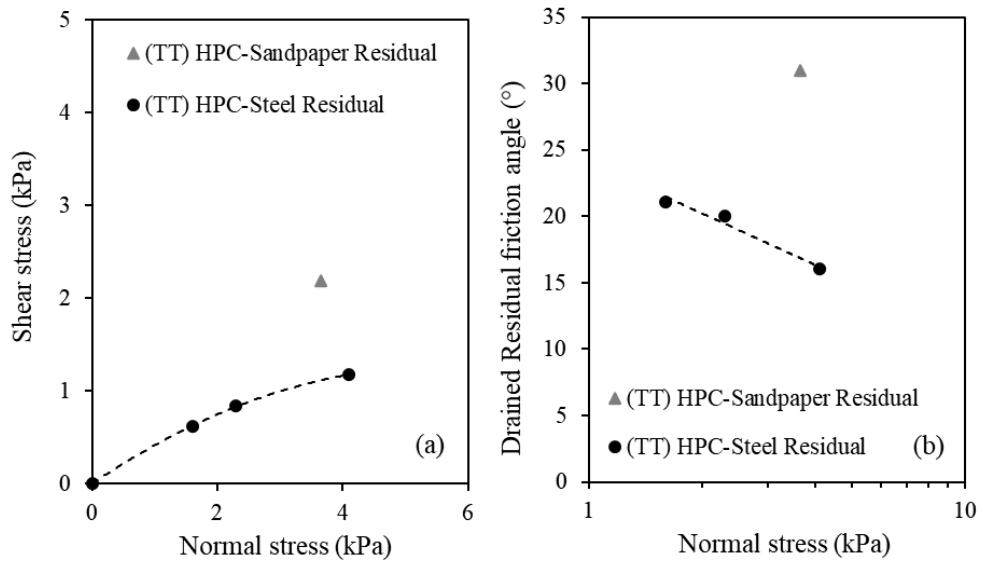 5
4
3
2
1
0
Shear stress (kPa)
(TT) HPC-Sandpaper Residual
(TT) HPC-Steel Residual
(a)
0
2
4
6
Normal stress (kPa)
35
30
25
20
15
10
5
0
Drained Residual friction angle (°)
(TT) HPC-Sandpaper Residual
(TT) HPC-Steel Residual
(b)
1
10
Normal stress (kPa)